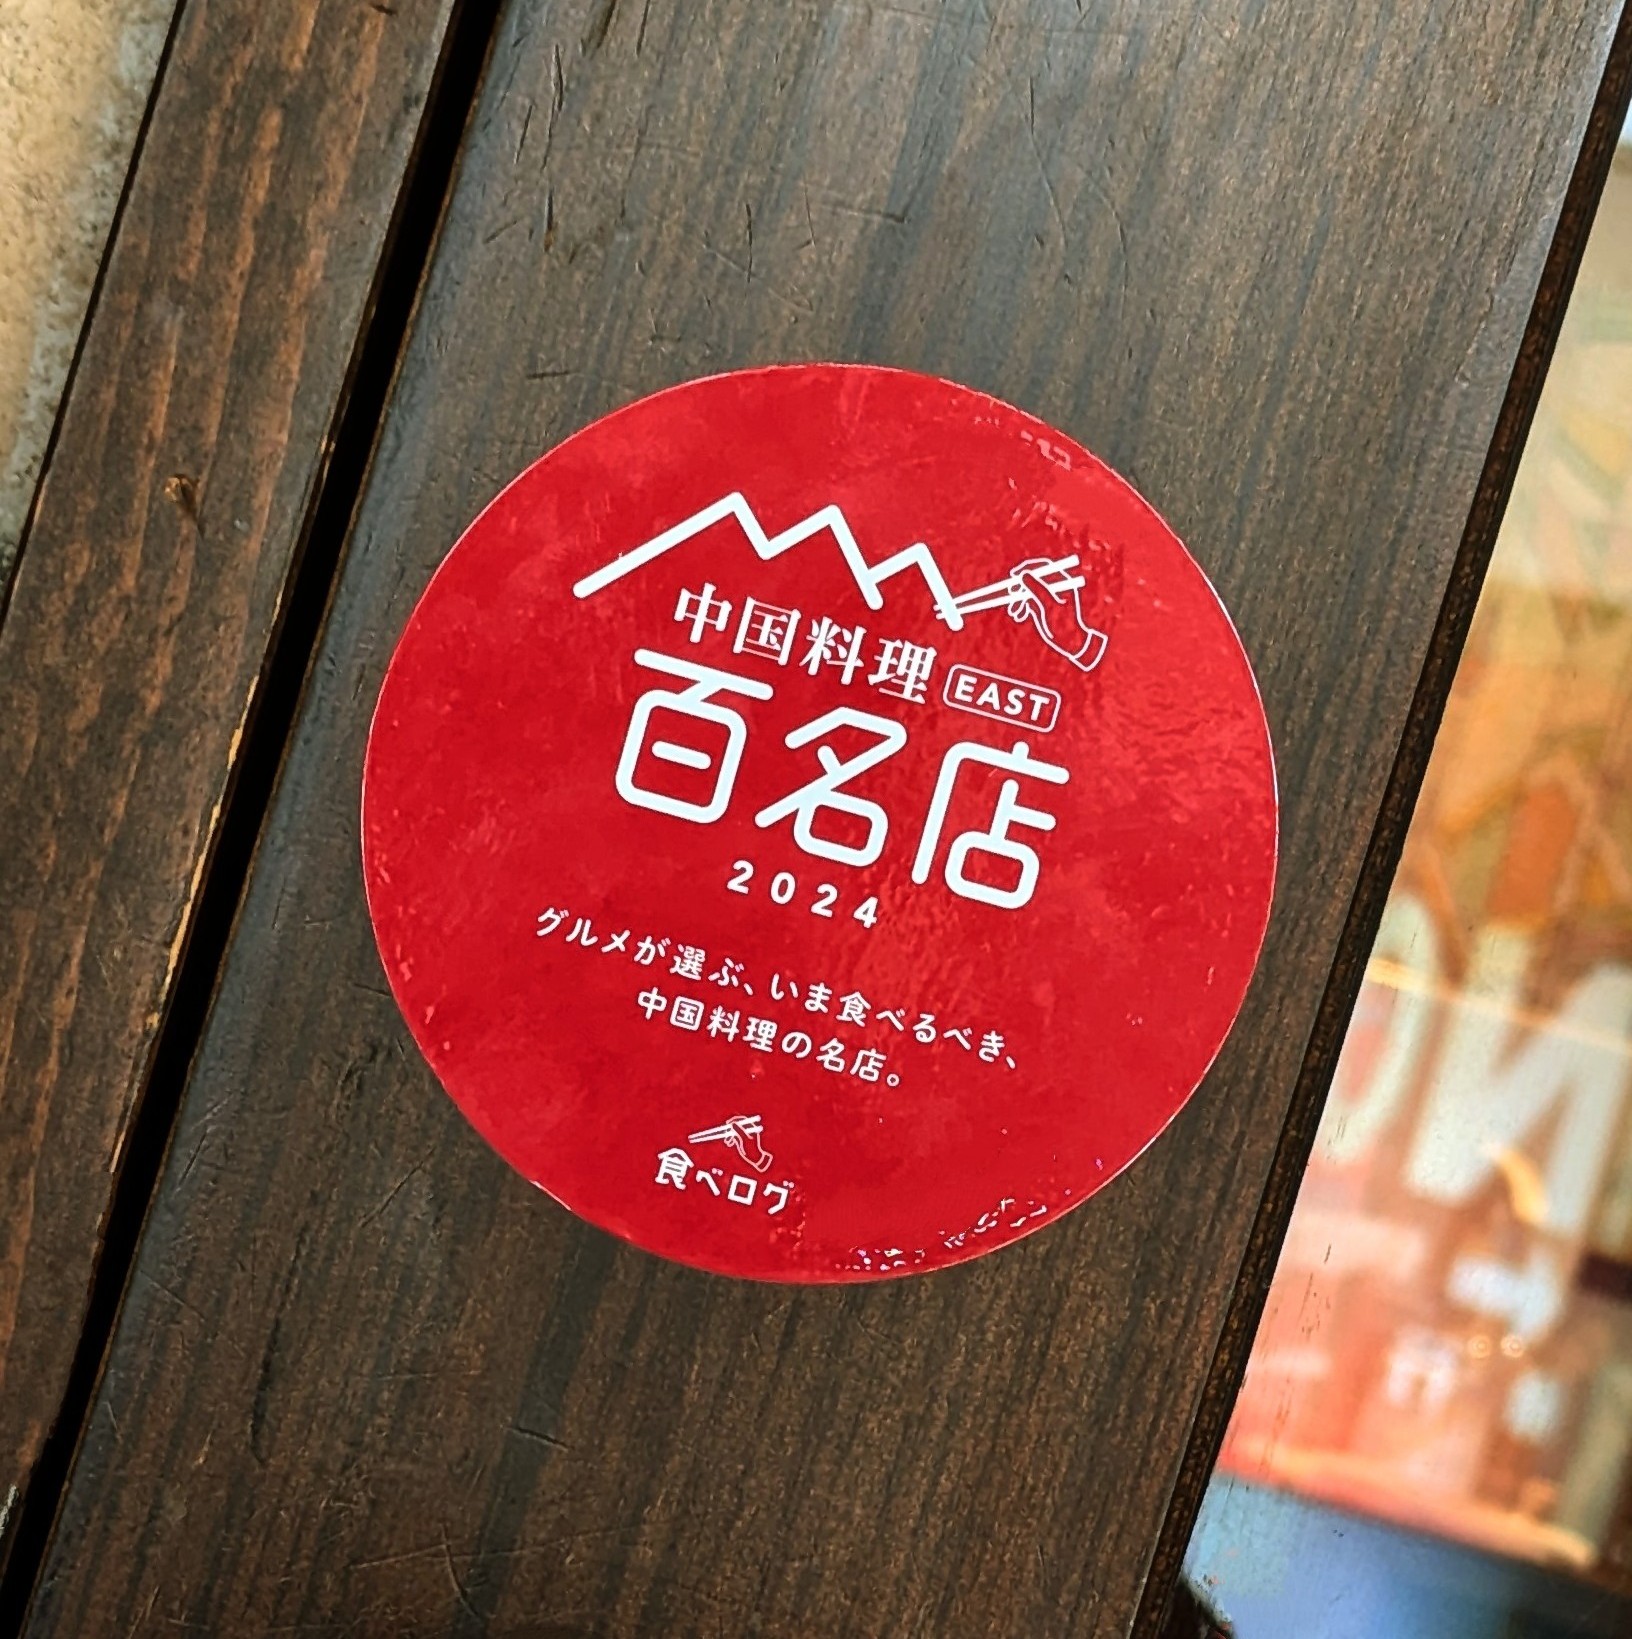 中国料理 EAST
百名店
2024
グルメが選ぶ、いま食べるべき、
中国料理の名店。
食べログ